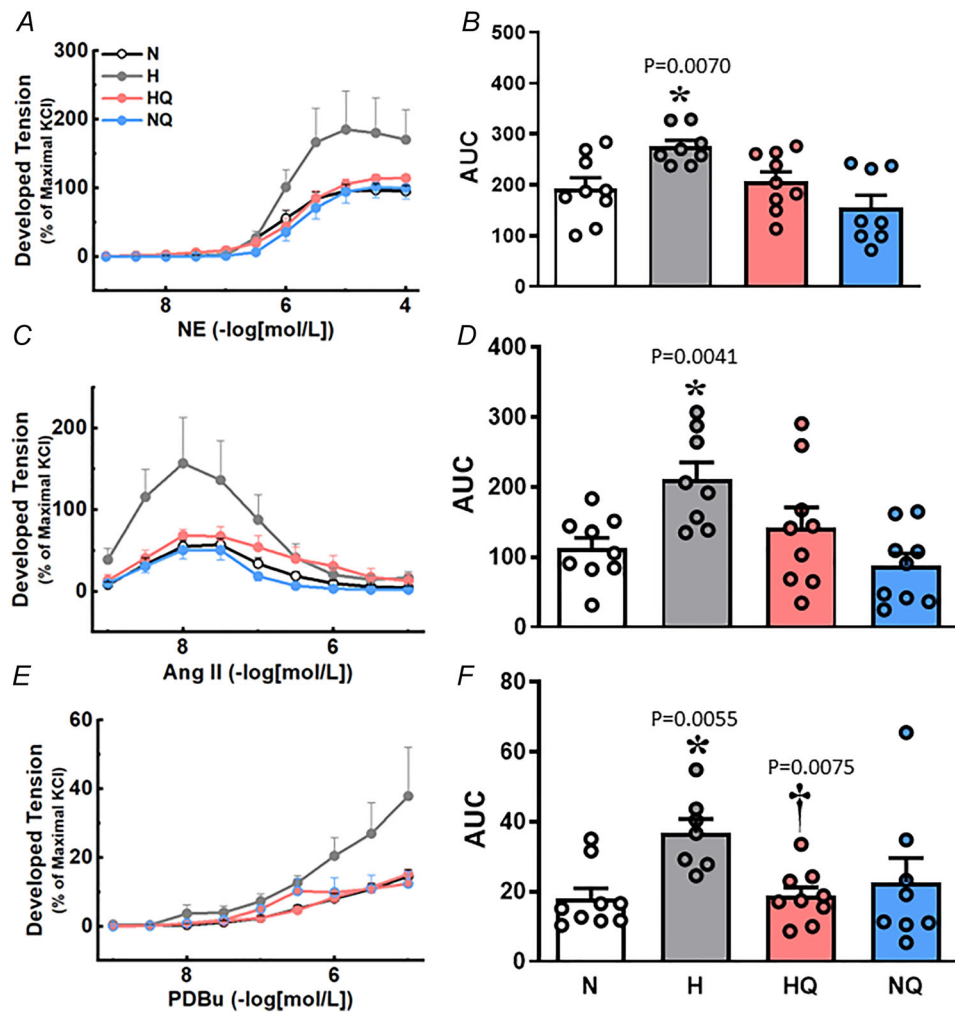 A
300
200
100
0
Developed Tension
(% of Maximal KCl)
N
H
HQ
NQ
8 6 4
NE (-log[mol/L])
B
500
400
300
200
100
0
AUC
P=0.0070
*
C
200
100
0
Developed Tension
(% of Maximal KCl)
8 6
Ang II (-log[mol/L])
D
400
300
200
100
0
AUC
P=0.0041
*
E
60
40
20
0
Developed Tension
(% of Maximal KCl)
8 6
PDBu (-log[mol/L])
F
80
60
40
20
0
AUC
P=0.0055
*
P=0.0075
†
N H HQ NQ